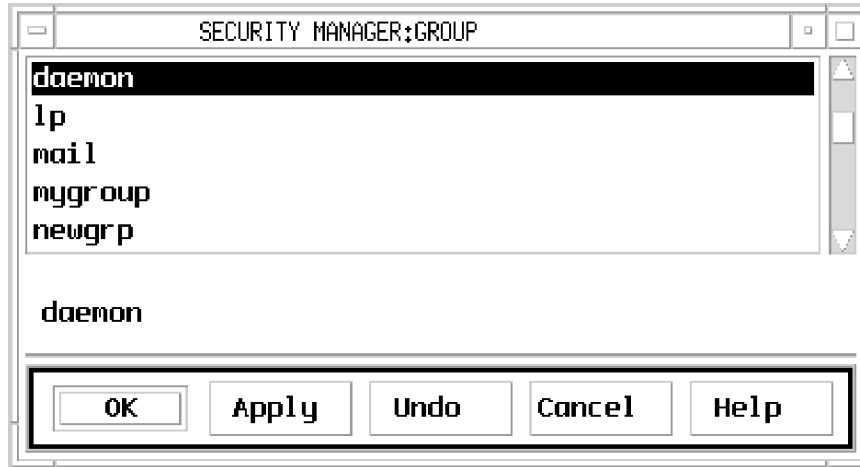 SECURITY MANAGER:GROUP
daemon
lp
mail
mygroup
newgrp
daemon
OK Apply Undo Cancel Help